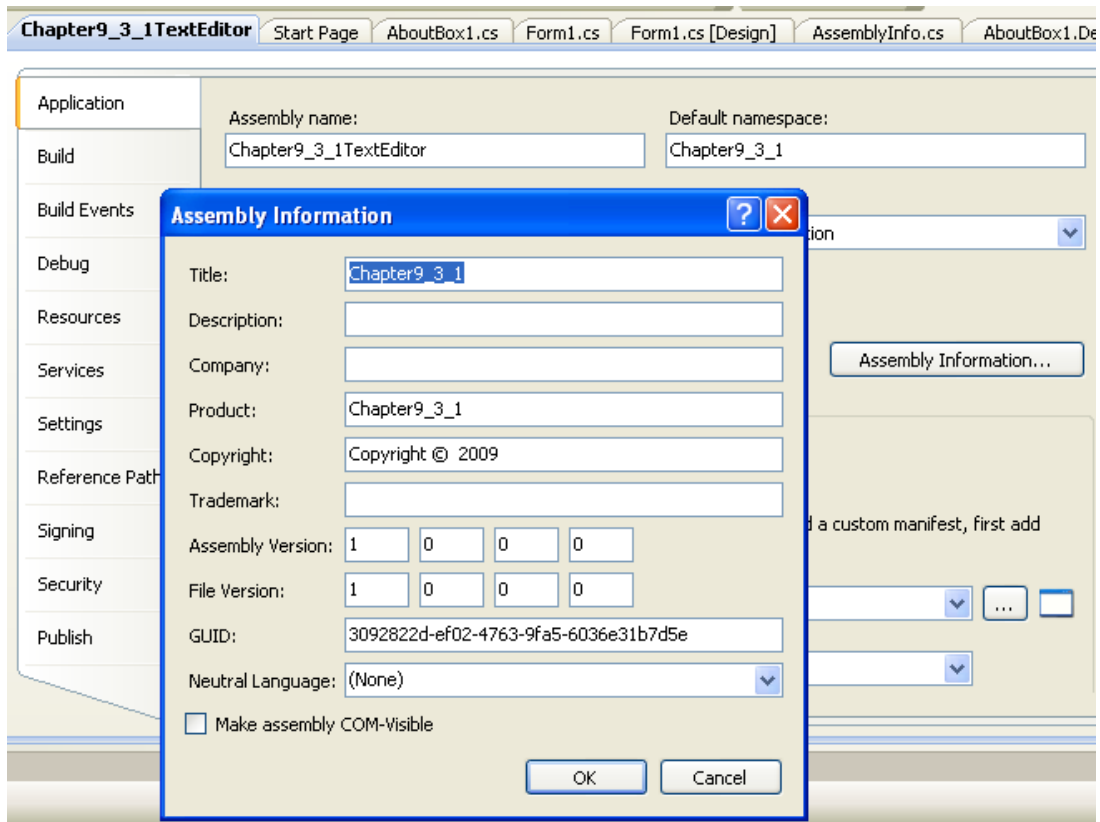 Chapter9_3_1TextEditor Start Page AboutBox1.cs Form1.cs Form1.cs [Design] AssemblyInfo.cs AboutBox1.De
Application
Build
Build Events
Debug
Resources
Services
Settings
Reference Path
Signing
Security
Publish
Assembly name:
Default namespace:
Chapter9_3_1TextEditor
Chapter9_3_1
tion
Assembly Information...
d a custom manifest, first add
...
Assembly Information
Title: Chapter9_3_1
Description:
Company:
Product: Chapter9_3_1
Copyright: Copyright © 2009
Trademark:
Assembly Version: 1 0 0 0
File Version: 1 0 0 0
GUID: 3092822d-ef02-4763-9fa5-6036e31b7d5e
Neutral Language: (None)
Make assembly COM-Visible
OK Cancel